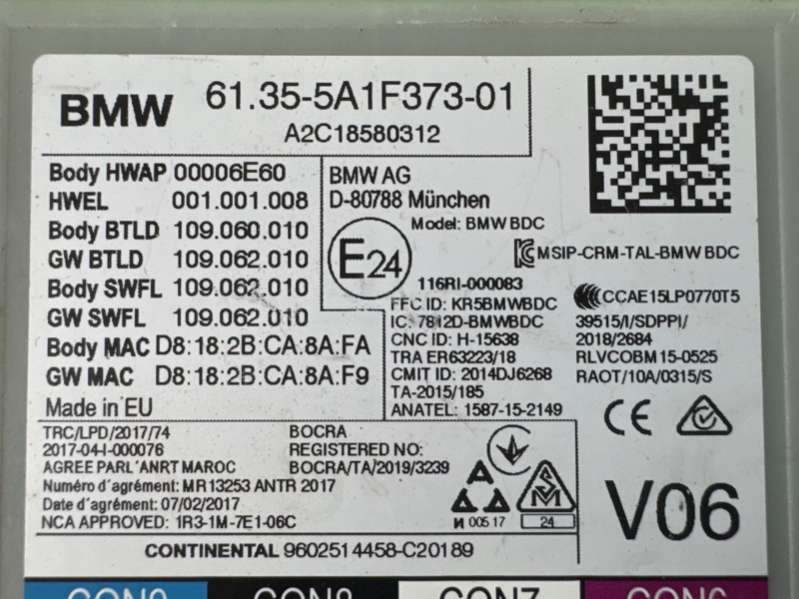 BMW 61.35-5A1F373-01
A2C18580312
Body HWAP 00006E60
HWEL 001.001.008
Body BTLD 109.060.010
GW BTLD 109.062.010
Body SWFL 109.062.010
GW SWFL 109.062.010
Body MAC D8:18:2B:CA:8A:FA
GW MAC D8:18:2B:CA:8A:F9
Made in EU
BMW AG
D-80788 München
Model: BMW BDC
E24
MSIP-CRM-TAL-BMW BDC
116RI-000083
FFC ID: KR5BMWBDC
IC: 7812D-BMWBDC
CNC ID: H-15638
TRA ER63223/18
CMIT ID: 2014DJ6268
TA-2015/185
ANATEL: 1587-15-2149
CCAE15LP0770T5
39515/I/SDPPI/
2018/2684
RLVCOBM15-0525
RAOT/10A/0315/S
CE
TRC/LPD/2017/74
2017-04-I-000076
AGREE PARL'ANRT MAROC
Numéro d'agrément: MR13253 ANTR 2017
Date d'agrément: 07/02/2017
NCA APPROVED: 1R3-1M-7E1-06C
BOCRA
REGISTERED NO:
BOCRA/TA/2019/3239
И 005 17
24
V06
CONTINENTAL 9602514458-C20189
CON9 CON8 CON7 CON6